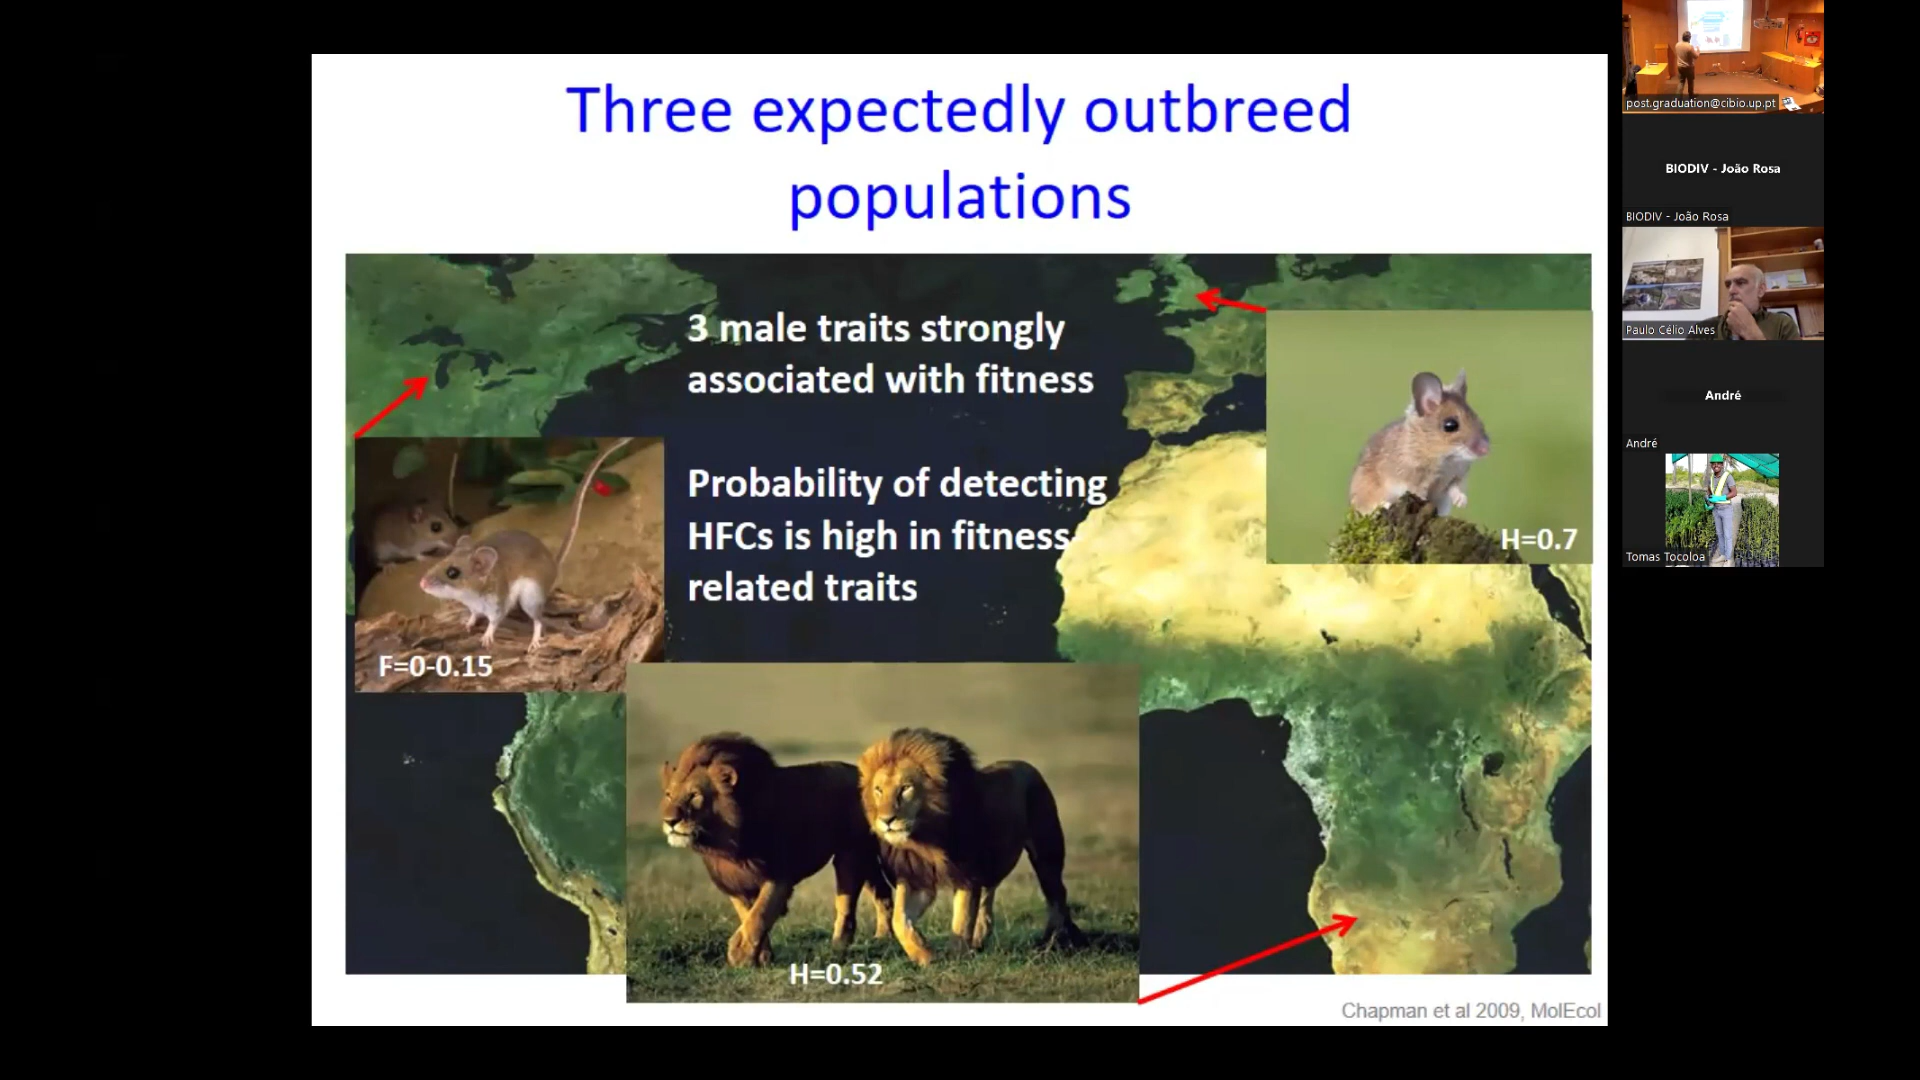 Three expectedly outbreed
populations
3 male traits strongly
associated with fitness
Probability of detecting
HFCs is high in fitness-
related traits
F=0-0.15
H=0.7
H=0.52
Chapman et al 2009, MolEcol
post.graduation@cibio.up.pt
BIODIV - João Rosa
BIODIV - João Rosa
Paulo Célio Alves
André
André
Tomas Tocoloa